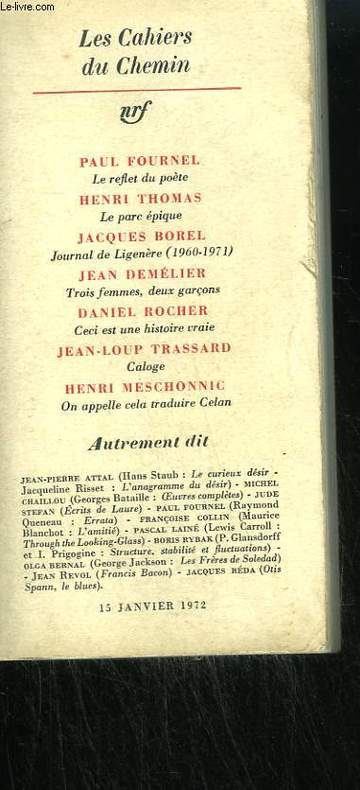 Le-livre.com
Les Cahiers
du Chemin
nrf
PAUL FOURNEL
Le reflet du poète
HENRI THOMAS
Le parc épique
JACQUES BOREL
Journal de Ligenère (1960-1971)
JEAN DEMÉLIER
Trois femmes, deux garçons
DANIEL ROCHER
Ceci est une histoire vraie
JEAN-LOUP TRASSARD
Caloge
HENRI MESCHONNIC
On appelle cela traduire Celan
Autrement dit
JEAN-PIERRE ATTAL (Hans Staub : Le curieux désir -
Jacqueline Risset : L'anagramme du désir) - MICHEL
CHAILLOU (Georges Bataille : Œuvres complètes) - JUDE
STEFAN (Écrits de Laure) - PAUL FOURNEL (Raymond
Queneau : Errata) - FRANÇOISE COLLIN (Maurice
Blanchot : L'amitié) - PASCAL LAINÉ (Lewis Carroll :
Through the Looking-Glass) - BORIS RYBAK (P. Glansdorff
et I. Prigogine : Structure, stabilité et fluctuations) -
OLGA BERNAL (George Jackson : Les Frères de Soledad)
- JEAN REVOL (Francis Bacon) - JACQUES RÉDA (Otis
Spann, le blues).
15 JANVIER 1972